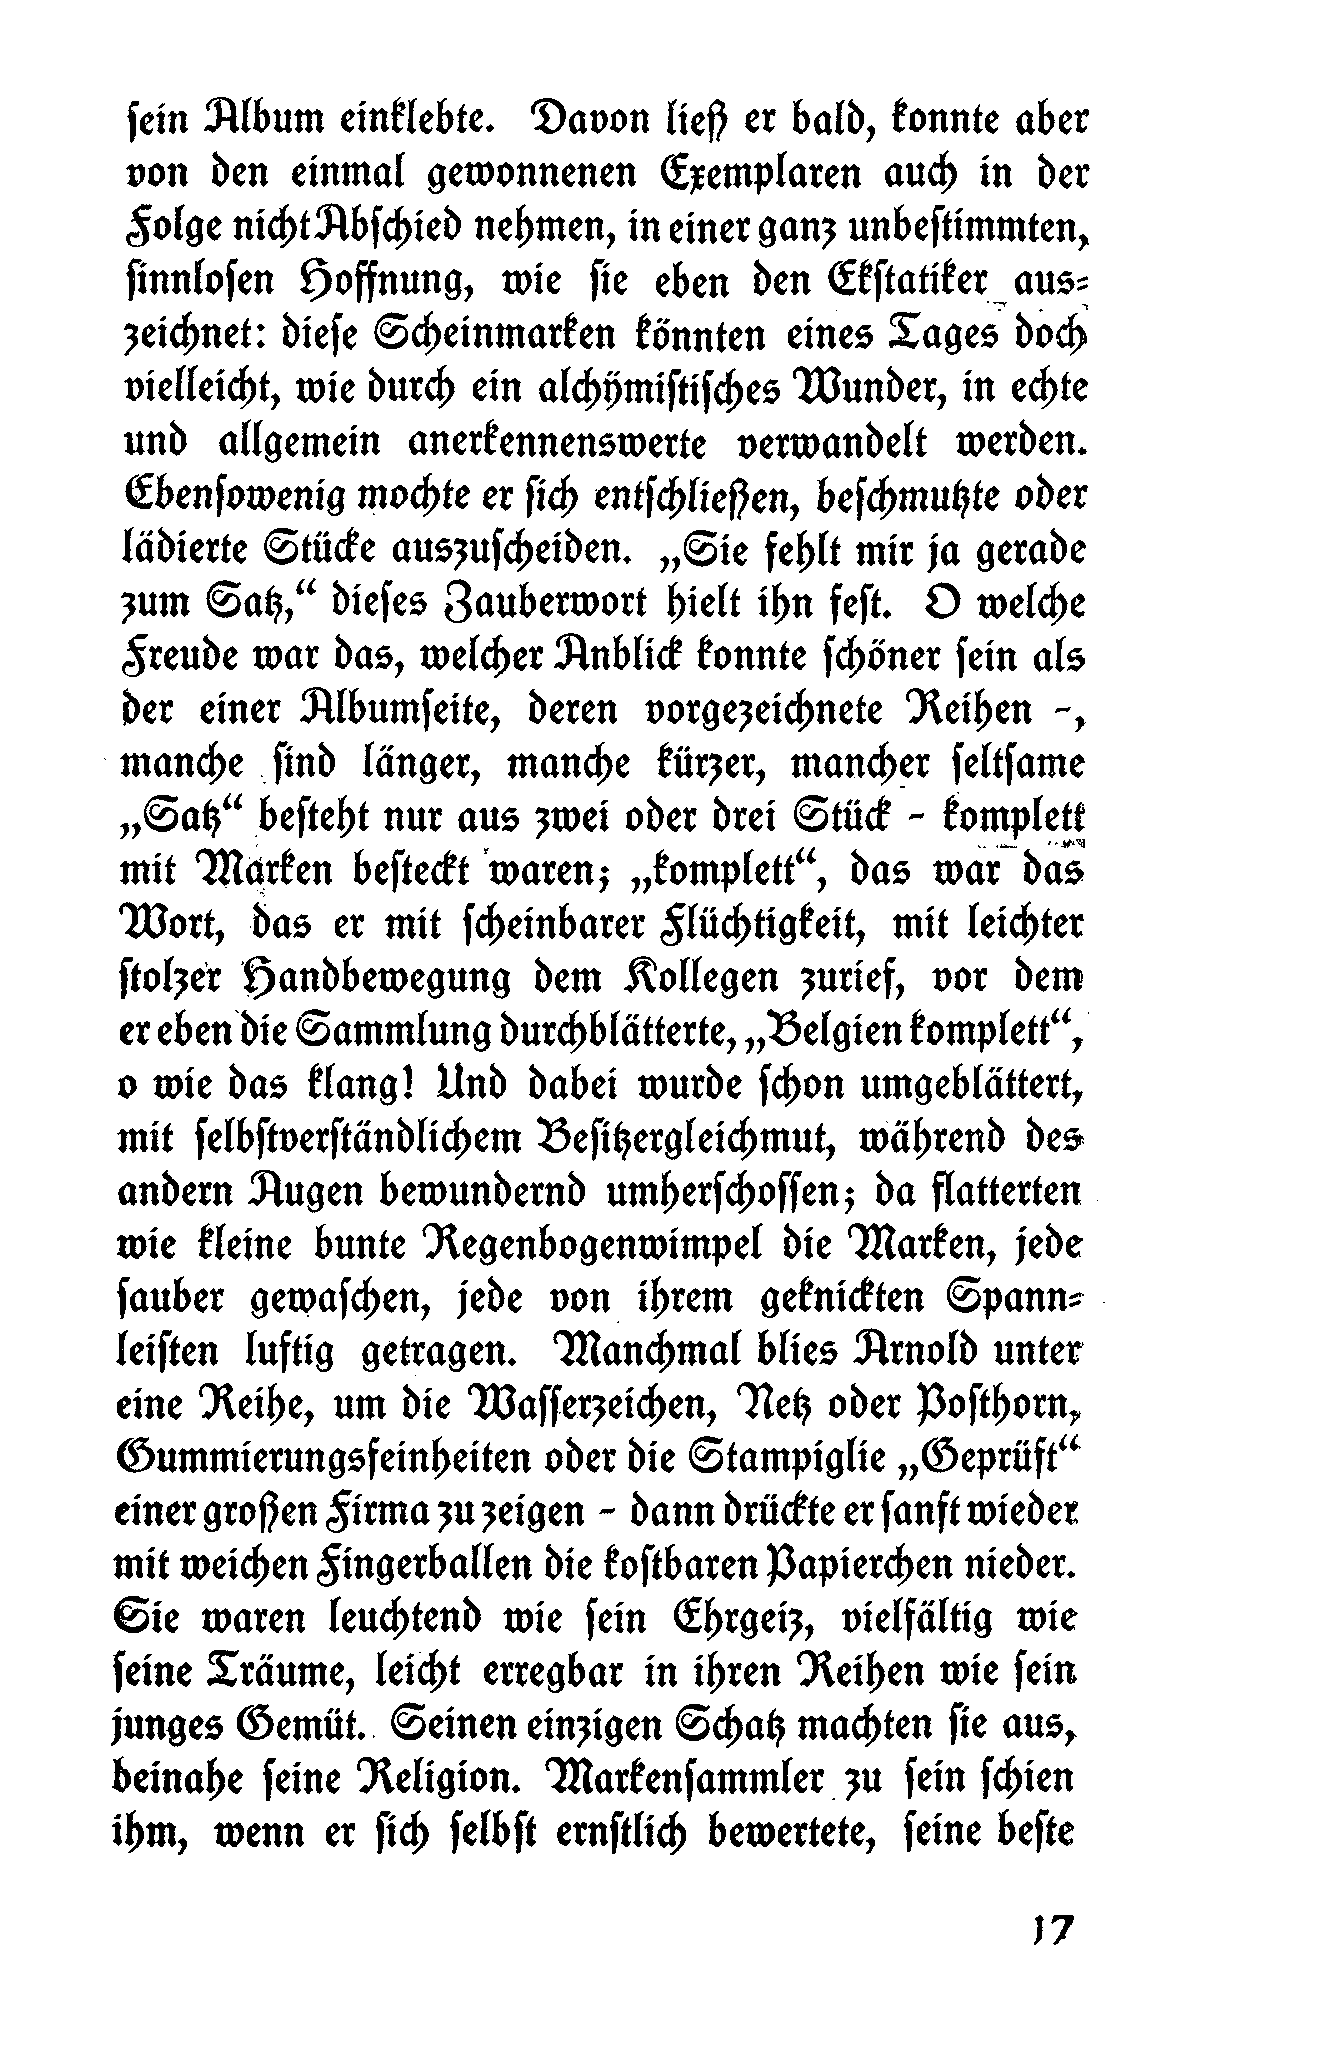 sein Album einklebte. Davon ließ er bald, konnte aber
von den einmal gewonnenen Exemplaren auch in der
Folge nicht Abschied nehmen, in einer ganz unbestimmten,
sinnlosen Hoffnung, wie sie eben den Ekstatiker aus-
zeichnet: diese Scheinmarken könnten eines Tages doch
vielleicht, wie durch ein alchÿmistisches Wunder, in echte
und allgemein anerkennenswerte verwandelt werden.
Ebensowenig mochte er sich entschließen, beschmutzte oder
lädierte Stücke auszuscheiden. „Sie fehlt mir ja gerade
zum Satz,“ dieses Zauberwort hielt ihn fest. O welche
Freude war das, welcher Anblick konnte schöner sein als
der einer Albumseite, deren vorgezeichnete Reihen -,
manche sind länger, manche kürzer, mancher seltsame
„Satz“ besteht nur aus zwei oder drei Stück - komplett
mit Marken besteckt waren; „komplett“, das war das
Wort, das er mit scheinbarer Flüchtigkeit, mit leichter
stolzer Handbewegung dem Kollegen zurief, vor dem
er eben die Sammlung durchblätterte, „Belgien komplett“,
o wie das klang! Und dabei wurde schon umgeblättert,
mit selbstverständlichem Besitzergleichmut, während des
andern Augen bewundernd umherschossen; da flatterten
wie kleine bunte Regenbogenwimpel die Marken, jede
sauber gewaschen, jede von ihrem geknickten Spann-
leisten luftig getragen. Manchmal blies Arnold unter
eine Reihe, um die Wasserzeichen, Netz oder Posthorn,
Gummierungsfeinheiten oder die Stampiglie „Geprüft“
einer großen Firma zu zeigen - dann drückte er sanft wieder
mit weichen Fingerballen die kostbaren Papierchen nieder.
Sie waren leuchtend wie sein Ehrgeiz, vielfältig wie
seine Träume, leicht erregbar in ihren Reihen wie sein
junges Gemüt. Seinen einzigen Schatz machten sie aus,
beinahe seine Religion. Markensammler zu sein schien
ihm, wenn er sich selbst ernstlich bewertete, seine beste
17